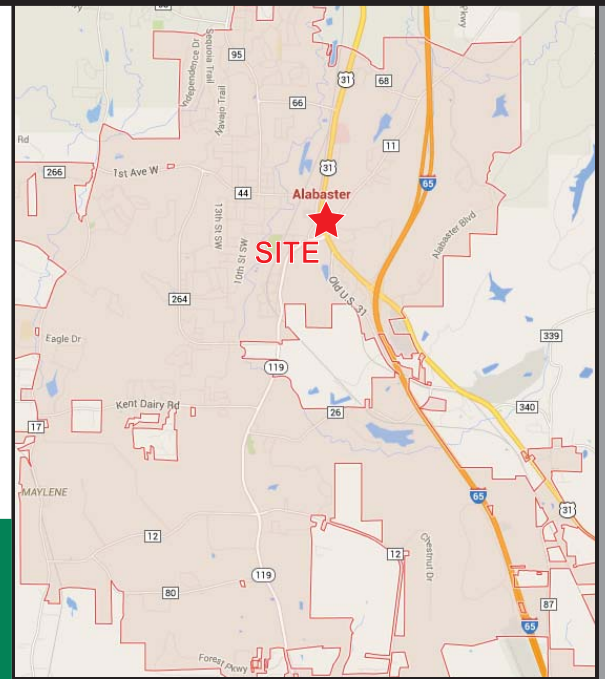 Pkwy
95
31
68
Independence Dr
Sequoia Trail
Navajo Trail
66
11
Rd
31
266
1st Ave W
65
44
Alabaster
13th St SW
10th St SW
Alabaster Blvd
SITE
Old U.S. 31
264
339
Eagle Dr
119
340
Kent Dairy Rd
26
17
MAYLENE
65
31
12
12
Chestnut Dr
119
80
87
65
Forest Pkwy